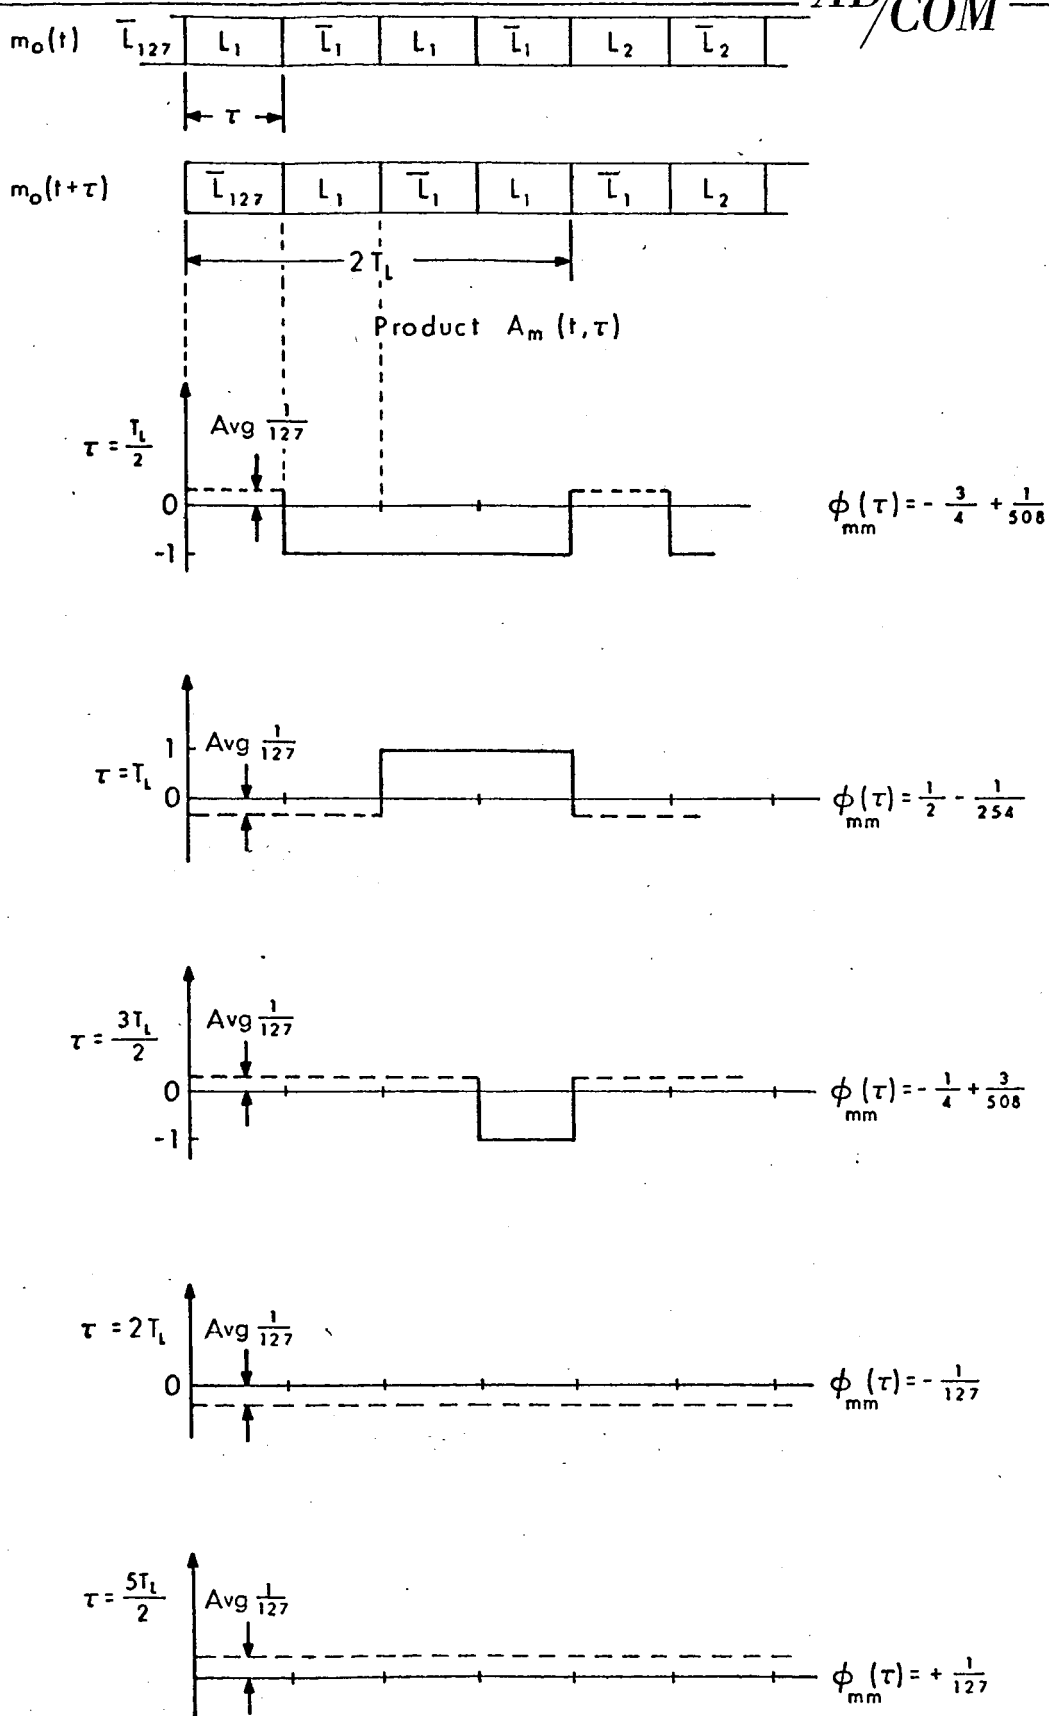 AD/COM
m₀(t) L̅₁₂₇ L₁ L̅₁ L₁ L̅₁ L₂ L̅₂
τ
m₀(t+τ) L̅₁₂₇ L₁ L̅₁ L₁ L̅₁ L₂
2 T_L
Product A_m (t,τ)
τ = T_L/2 Avg 1/127
0
-1
ϕ_mm(τ) = - 3/4 + 1/508
τ = T_L Avg 1/127
1
0
ϕ_mm(τ) = 1/2 - 1/254
τ = 3T_L/2 Avg 1/127
0
-1
ϕ_mm(τ) = - 1/4 + 3/508
τ = 2T_L Avg 1/127
0
ϕ_mm(τ) = - 1/127
τ = 5T_L/2 Avg 1/127
ϕ_mm(τ) = + 1/127